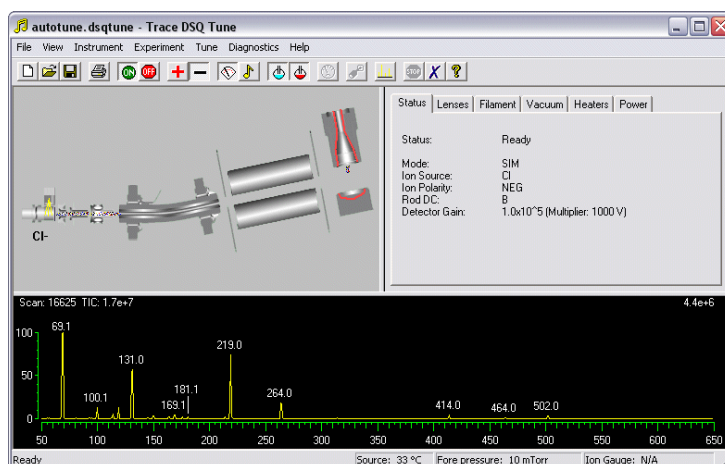 autotune.dsqtune - Trace DSQ Tune
File View Instrument Experiment Tune Diagnostics Help
ON OFF STOP X ?
Status Lenses Filament Vacuum Heaters Power
Status: Ready
Mode: SIM
Ion Source: CI
Ion Polarity: NEG
Rod DC: B
Detector Gain: 1.0x10^5 (Multiplier: 1000 V)
CI-
Scan: 16625 TIC: 1.7e+7 4.4e+6
69.1
100
219.0
131.0
50
100.1
181.1
169.1
264.0
414.0
464.0
502.0
0
50 100 150 200 250 300 350 400 450 500 550 600 650
Ready Source: 33 °C Fore pressure: 10 mTorr Ion Gauge: N/A